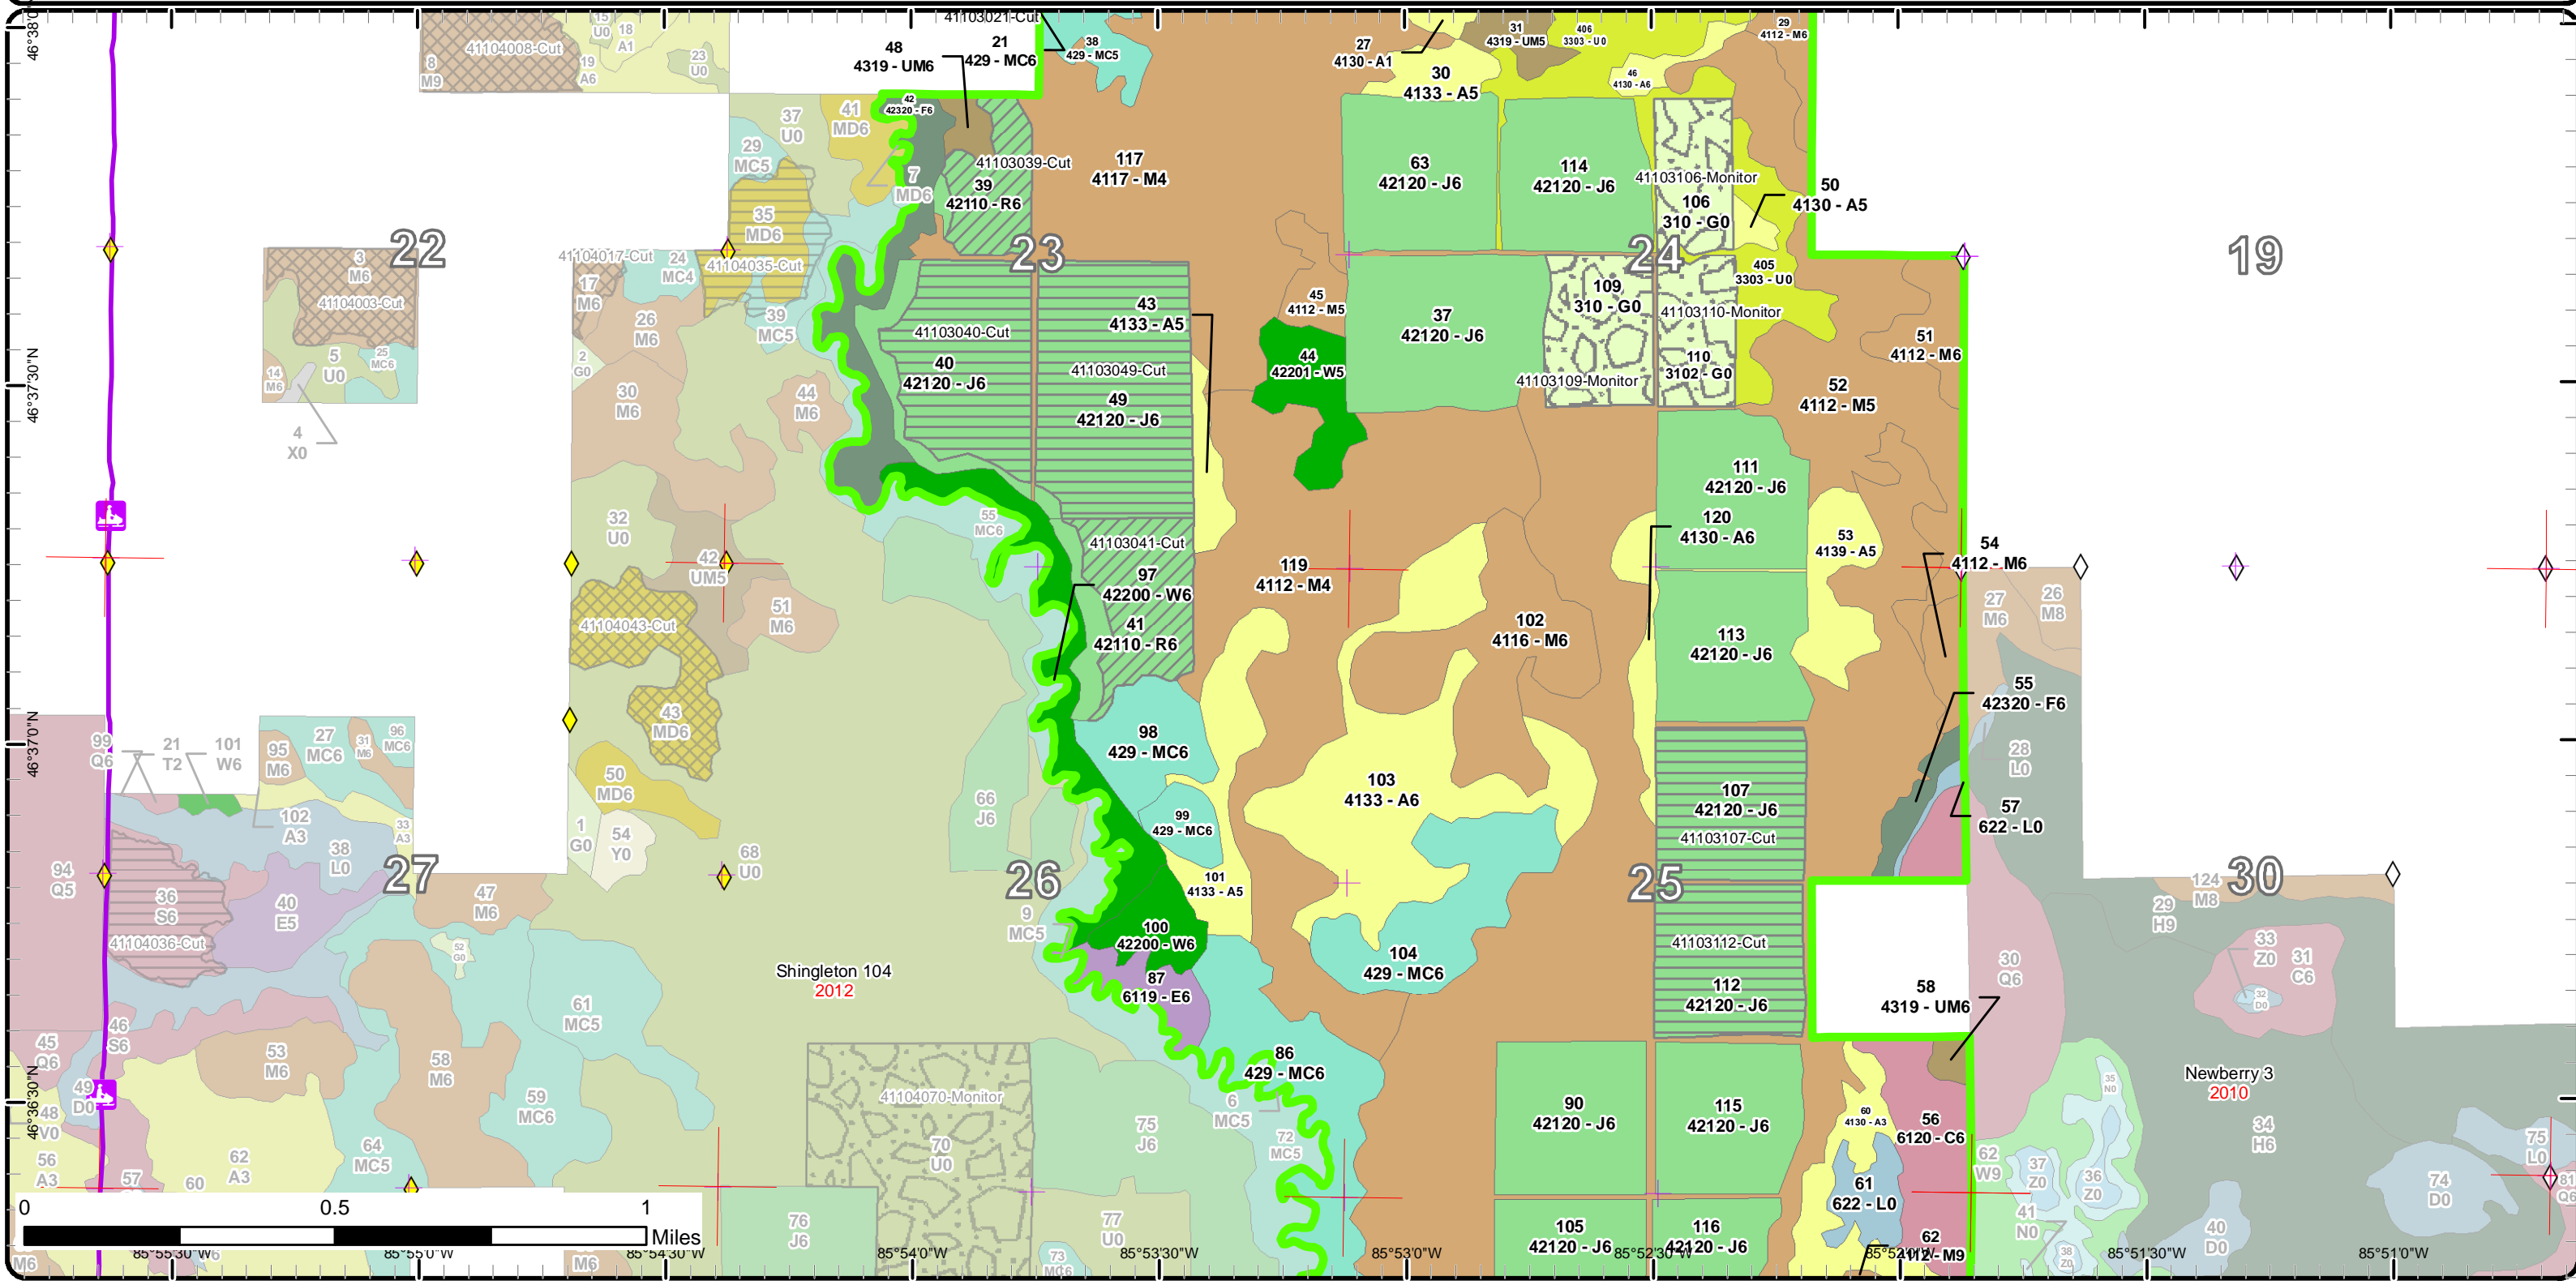 46°38'0"N
41104008-Cut
8
M9
15
U0
18
A1
19
A6
23
U0
41103021-Cut
48
4319 - UM6
21
429 - MC6
38
429 - MC5
27
4130 - A1
30
4133 - A5
31
4319 - UM5
406
3303 - U0
46
4130 - A6
29
4112 - M6
37
U0
41
MD6
42
42320 - F6
29
MC5
7
MD6
41103039-Cut
39
42110 - R6
117
4117 - M4
63
42120 - J6
114
42120 - J6
41103106-Monitor
106
310 - G0
50
4130 - A5
35
MD6
22
23
24
19
3
M6
41104003-Cut
41104017-Cut
17
M6
24
MC4
41104035-Cut
39
MC5
26
M6
2
G0
5
U0
25
MC6
14
M6
4
X0
30
M6
44
M6
41103040-Cut
40
42120 - J6
43
4133 - A5
41103049-Cut
49
42120 - J6
45
4112 - M5
44
42201 - W5
37
42120 - J6
109
310 - G0
41103109-Monitor
405
3303 - U0
41103110-Monitor
110
3102 - G0
51
4112 - M6
52
4112 - M5
46°37'30"N
32
U0
42
UM5
51
M6
41104043-Cut
43
MD6
55
MC6
41103041-Cut
97
42200 - W6
41
42110 - R6
119
4112 - M4
102
4116 - M6
111
42120 - J6
120
4130 - A6
113
42120 - J6
53
4139 - A5
54
4112 - M6
27
M6
26
M8
55
42320 - F6
28
L0
57
622 - L0
46°37'0"N
99
Q6
21
T2
101
W6
95
M6
27
MC6
31
M6
96
MC6
50
MD6
1
G0
54
Y0
68
U0
66
J6
98
429 - MC6
99
429 - MC6
101
4133 - A5
103
4133 - A6
107
42120 - J6
41103107-Cut
102
A3
38
L0
33
A3
94
Q5
36
S6
41104036-Cut
40
E5
27
26
25
30
47
M6
52
G0
9
MC5
100
42200 - W6
87
6119 - E6
104
429 - MC6
41103112-Cut
112
42120 - J6
58
4319 - UM6
30
Q6
29
H9
124
M8
33
Z0
31
C6
32
D0
Shingleton 104
2012
61
MC5
46
S6
45
Q6
53
M6
58
M6
59
MC6
49
D0
48
V0
46°36'30"N
41104070-Monitor
70
U0
75
J6
6
MC5
72
MC5
86
429 - MC6
90
42120 - J6
115
42120 - J6
60
4130 - A3
56
6120 - C6
Newberry 3
2010
34
H6
35
N0
62
W9
37
Z0
36
Z0
75
L0
74
D0
81
Q6
56
A3
57
60
62
A3
64
MC5
61
622 - L0
41
N0
40
D0
38
Z0
76
J6
77
U0
73
MC6
105
42120 - J6
116
42120 - J6
62
4112 - M9
0 0.5 1
Miles
M6
M6
85°55'30"W 85°55'0"W 85°54'30"W 85°54'0"W 85°53'30"W 85°53'0"W 85°52'30"W 85°52'0"W 85°51'30"W 85°51'0"W